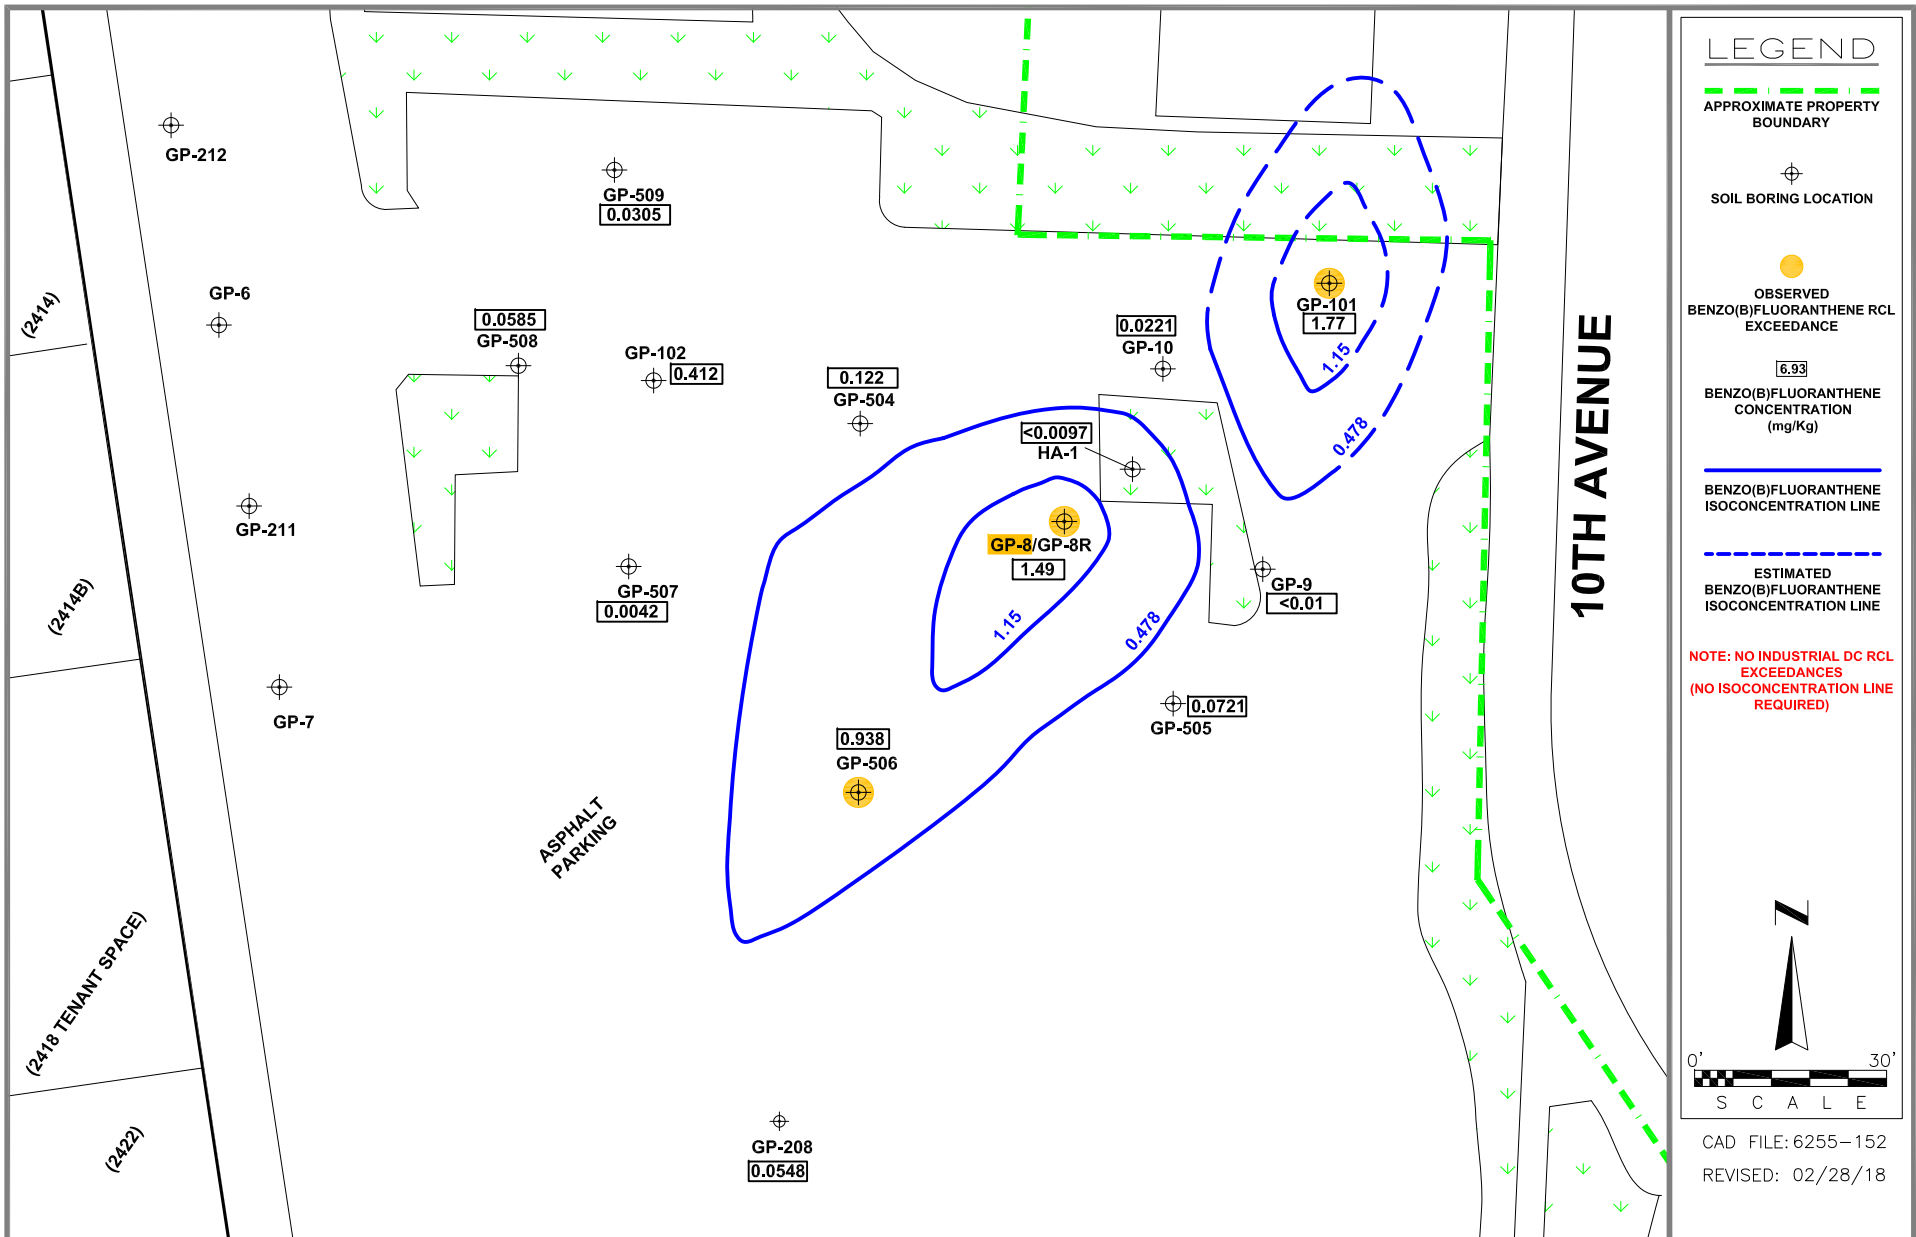 GP-212
GP-509
0.0305
GP-6
(2414)
0.0585
GP-508
GP-102
0.412
0.122
GP-504
0.0221
GP-10
GP-101
1.77
1.15
0.478
10TH AVENUE
<0.0097
HA-1
GP-211
GP-8/GP-8R
1.49
1.15
0.478
GP-507
0.0042
GP-9
<0.01
(2414B)
GP-7
0.938
GP-506
GP-505
0.0721
ASPHALT
PARKING
(2418 TENANT SPACE)
(2422)
GP-208
0.0548
LEGEND
APPROXIMATE PROPERTY
BOUNDARY
SOIL BORING LOCATION
OBSERVED
BENZO(B)FLUORANTHENE RCL
EXCEEDANCE
6.93
BENZO(B)FLUORANTHENE
CONCENTRATION
(mg/Kg)
BENZO(B)FLUORANTHENE
ISOCONCENTRATION LINE
ESTIMATED
BENZO(B)FLUORANTHENE
ISOCONCENTRATION LINE
NOTE: NO INDUSTRIAL DC RCL
EXCEEDANCES
(NO ISOCONCENTRATION LINE
REQUIRED)
N
0' 30'
SCALE
CAD FILE: 6255-152
REVISED: 02/28/18